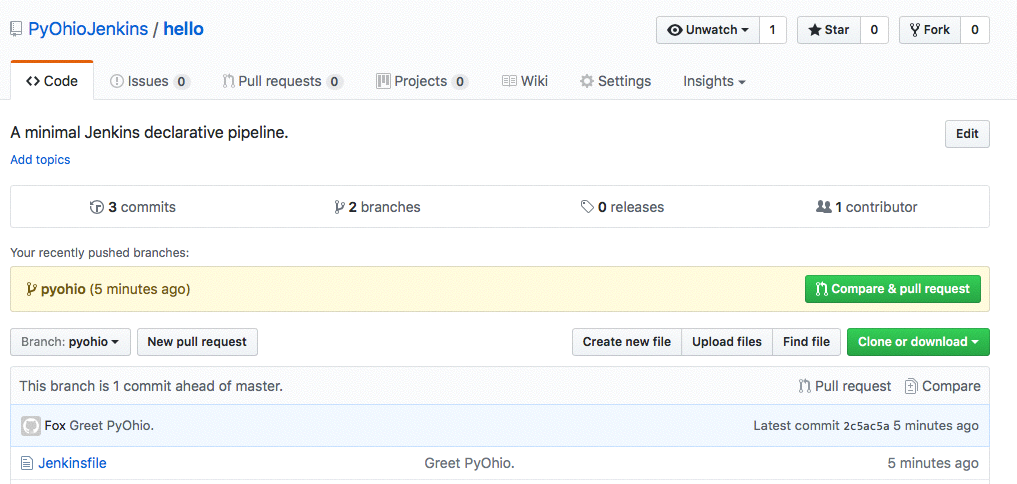 PyOhioJenkins / hello Unwatch 1 Star 0 Fork 0
Code Issues 0 Pull requests 0 Projects 0 Wiki Settings Insights
A minimal Jenkins declarative pipeline. Edit
Add topics
3 commits 2 branches 0 releases 1 contributor
Your recently pushed branches:
pyohio (5 minutes ago) Compare & pull request
Branch: pyohio New pull request Create new file Upload files Find file Clone or download
This branch is 1 commit ahead of master. Pull request Compare
Fox Greet PyOhio. Latest commit 2c5ac5a 5 minutes ago
Jenkinsfile Greet PyOhio. 5 minutes ago